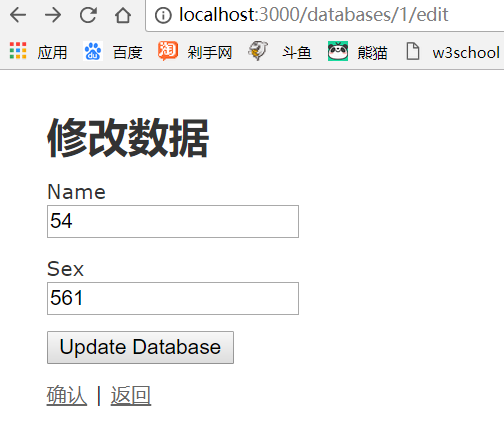 localhost:3000/databases/1/edit
应用 百度 淘 剁手网 斗鱼 熊猫 w3school
修改数据
Name
54
Sex
561
Update Database
确认 | 返回